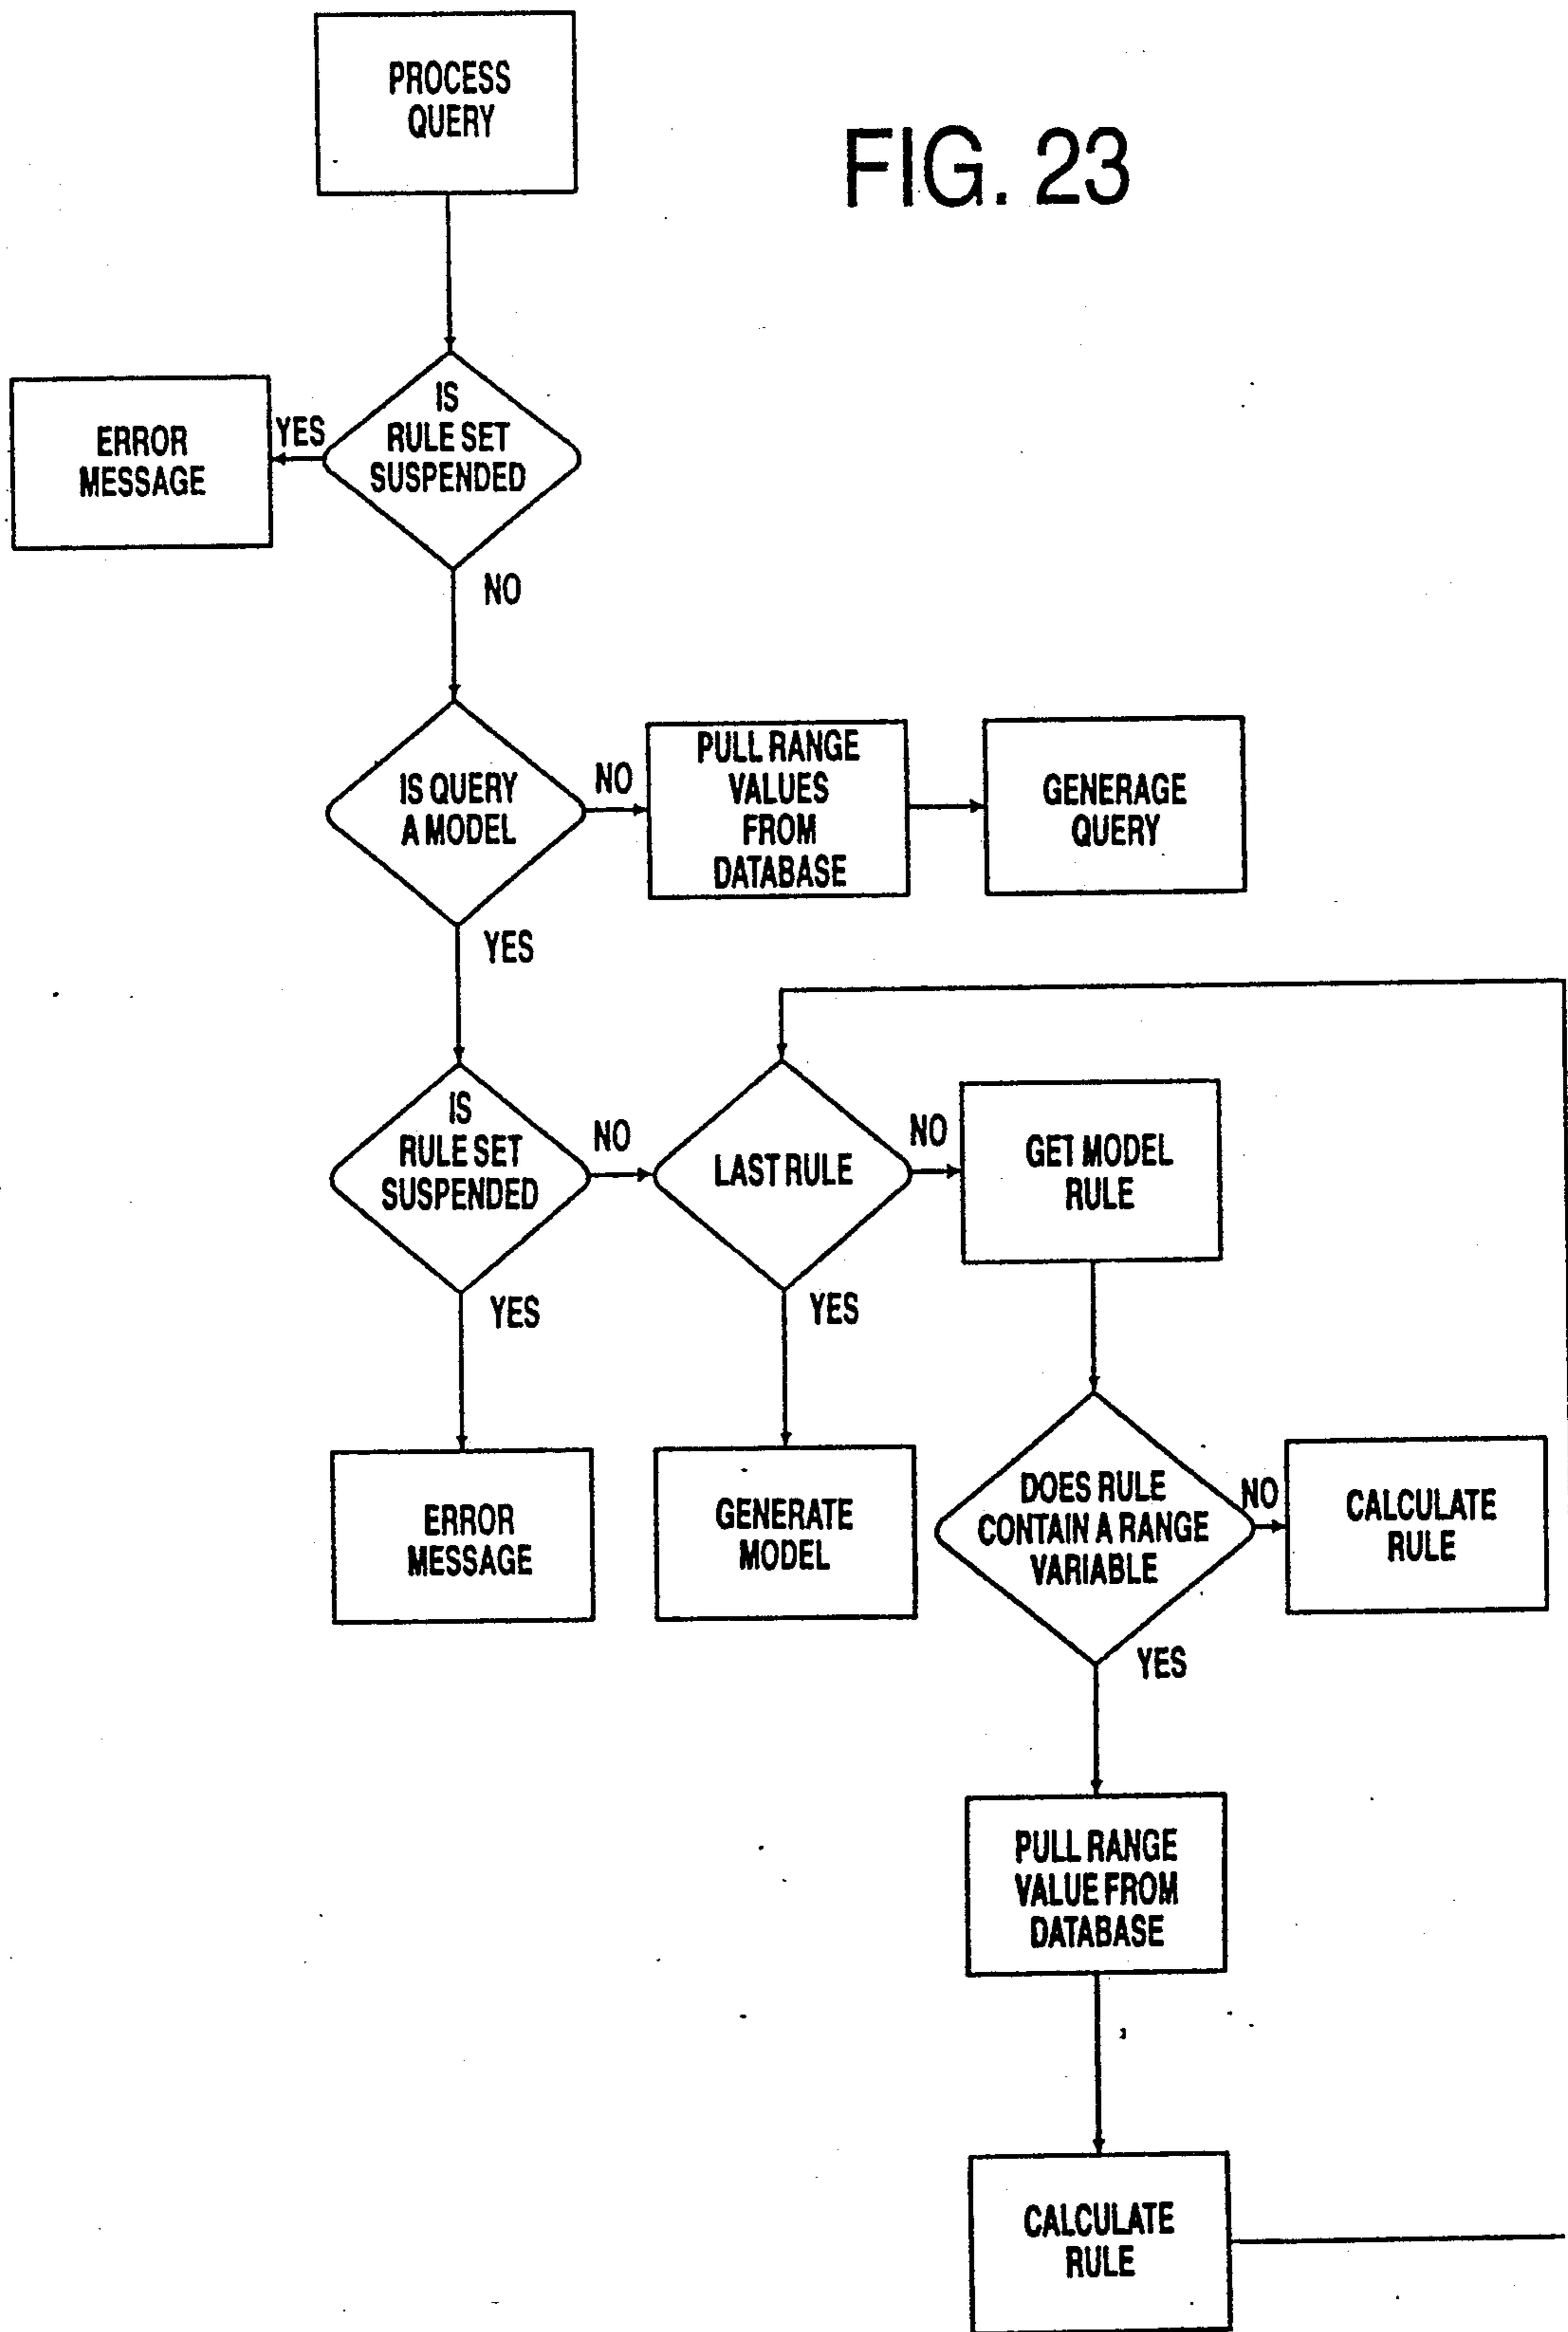 PROCESS
QUERY
FIG. 23
IS
RULE SET
SUSPENDED
YES
ERROR
MESSAGE
NO
IS QUERY
A MODEL
NO
PULL RANGE
VALUES
FROM
DATABASE
GENERAGE
QUERY
YES
IS
RULE SET
SUSPENDED
NO
LAST RULE
NO
GET MODEL
RULE
YES
YES
ERROR
MESSAGE
GENERATE
MODEL
DOES RULE
CONTAIN A RANGE
VARIABLE
NO
CALCULATE
RULE
YES
PULL RANGE
VALUE FROM
DATABASE
CALCULATE
RULE